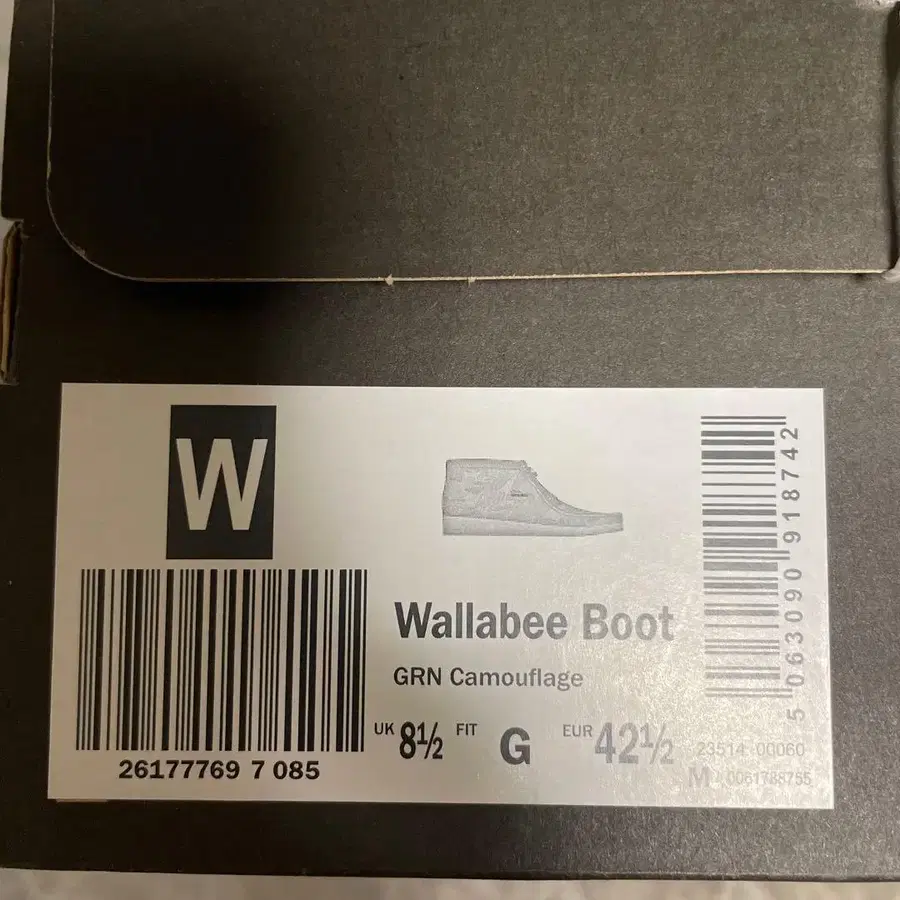 W
26177769 7 085
Wallabee Boot
GRN Camouflage
UK 8½ FIT G EUR 42½
23514 00060
M 0061788755
5 063090 918742